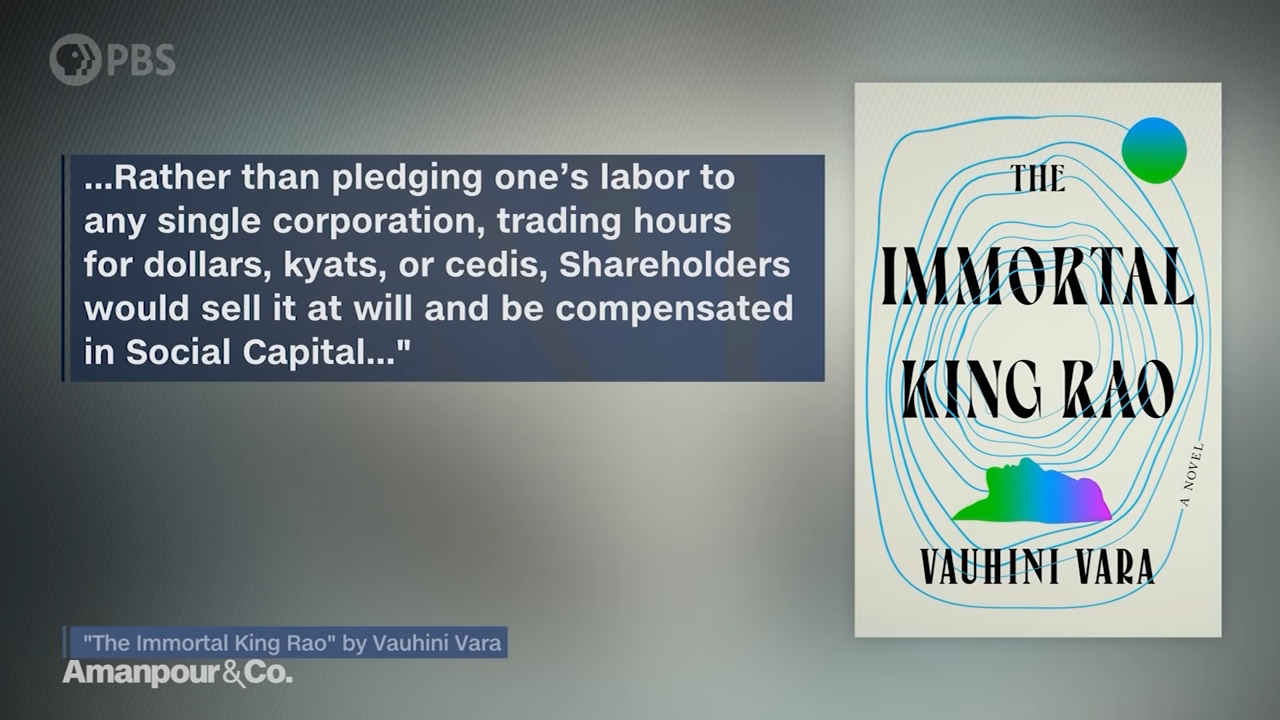 PBS
...Rather than pledging one’s labor to
any single corporation, trading hours
for dollars, kyats, or cedis, Shareholders
would sell it at will and be compensated
in Social Capital..."
THE
IMMORTAL
KING RAO
A NOVEL
VAUHINI VARA
"The Immortal King Rao" by Vauhini Vara
Amanpour&Co.